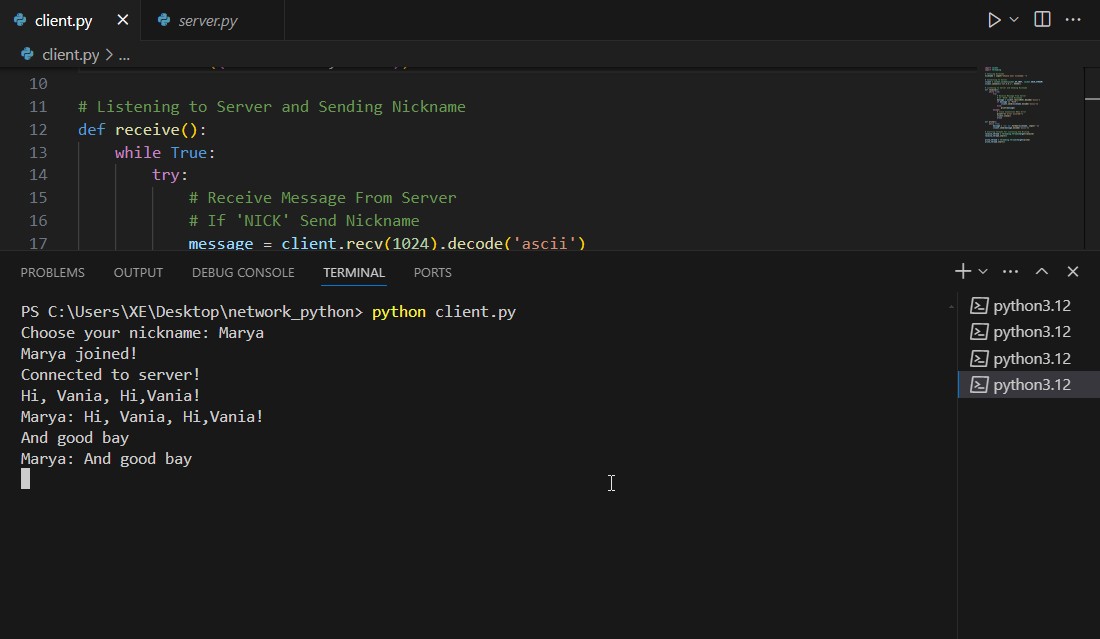 client.py server.py
client.py > ...
10
11 # Listening to Server and Sending Nickname
12 def receive():
13 while True:
14 try:
15 # Receive Message From Server
16 # If 'NICK' Send Nickname
17 message = client.recv(1024).decode('ascii')
PROBLEMS OUTPUT DEBUG CONSOLE TERMINAL PORTS
PS C:\Users\XE\Desktop\network_python> python client.py
Choose your nickname: Marya
Marya joined!
Connected to server!
Hi, Vania, Hi,Vania!
Marya: Hi, Vania, Hi,Vania!
And good bay
Marya: And good bay
python3.12
python3.12
python3.12
python3.12